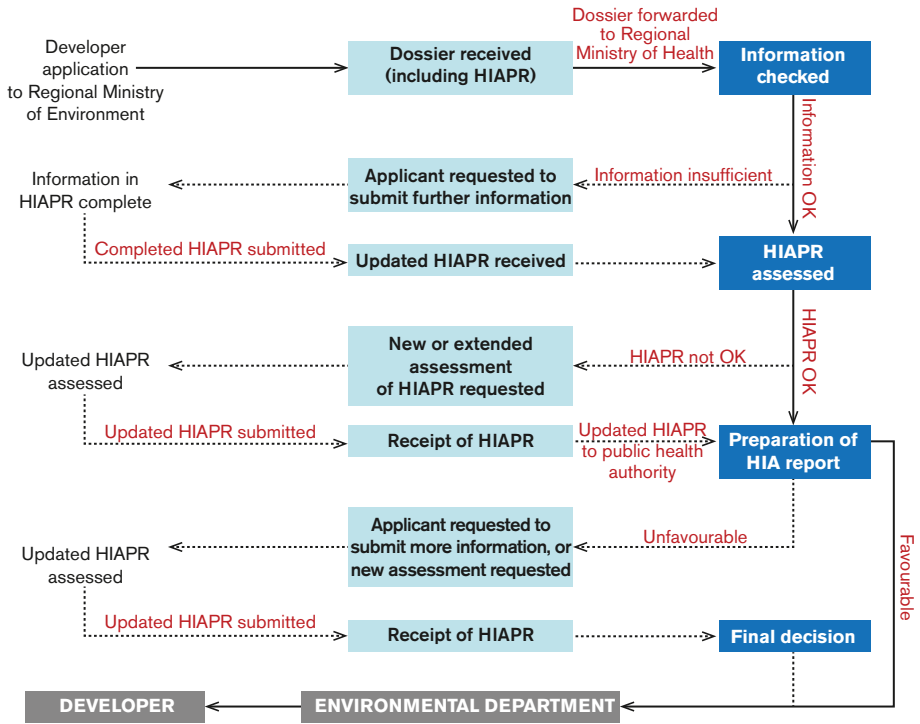 Developer
application
to Regional Ministry
of Environment
Dossier received
(including HIAPR)
Dossier forwarded
to Regional
Ministry of Health
Information
checked
Information OK
Information in
HIAPR complete
Applicant requested to
submit further information
Information insufficient
Completed HIAPR submitted
Updated HIAPR received
HIAPR
assessed
HIAPR OK
Updated HIAPR
assessed
New or extended
assessment
of HIAPR requested
HIAPR not OK
Updated HIAPR submitted
Receipt of HIAPR
Updated HIAPR
to public health
authority
Preparation of
HIA report
Favourable
Updated HIAPR
assessed
Applicant requested to
submit more information, or
new assessment requested
Unfavourable
Updated HIAPR submitted
Receipt of HIAPR
Final decision
DEVELOPER
ENVIRONMENTAL DEPARTMENT